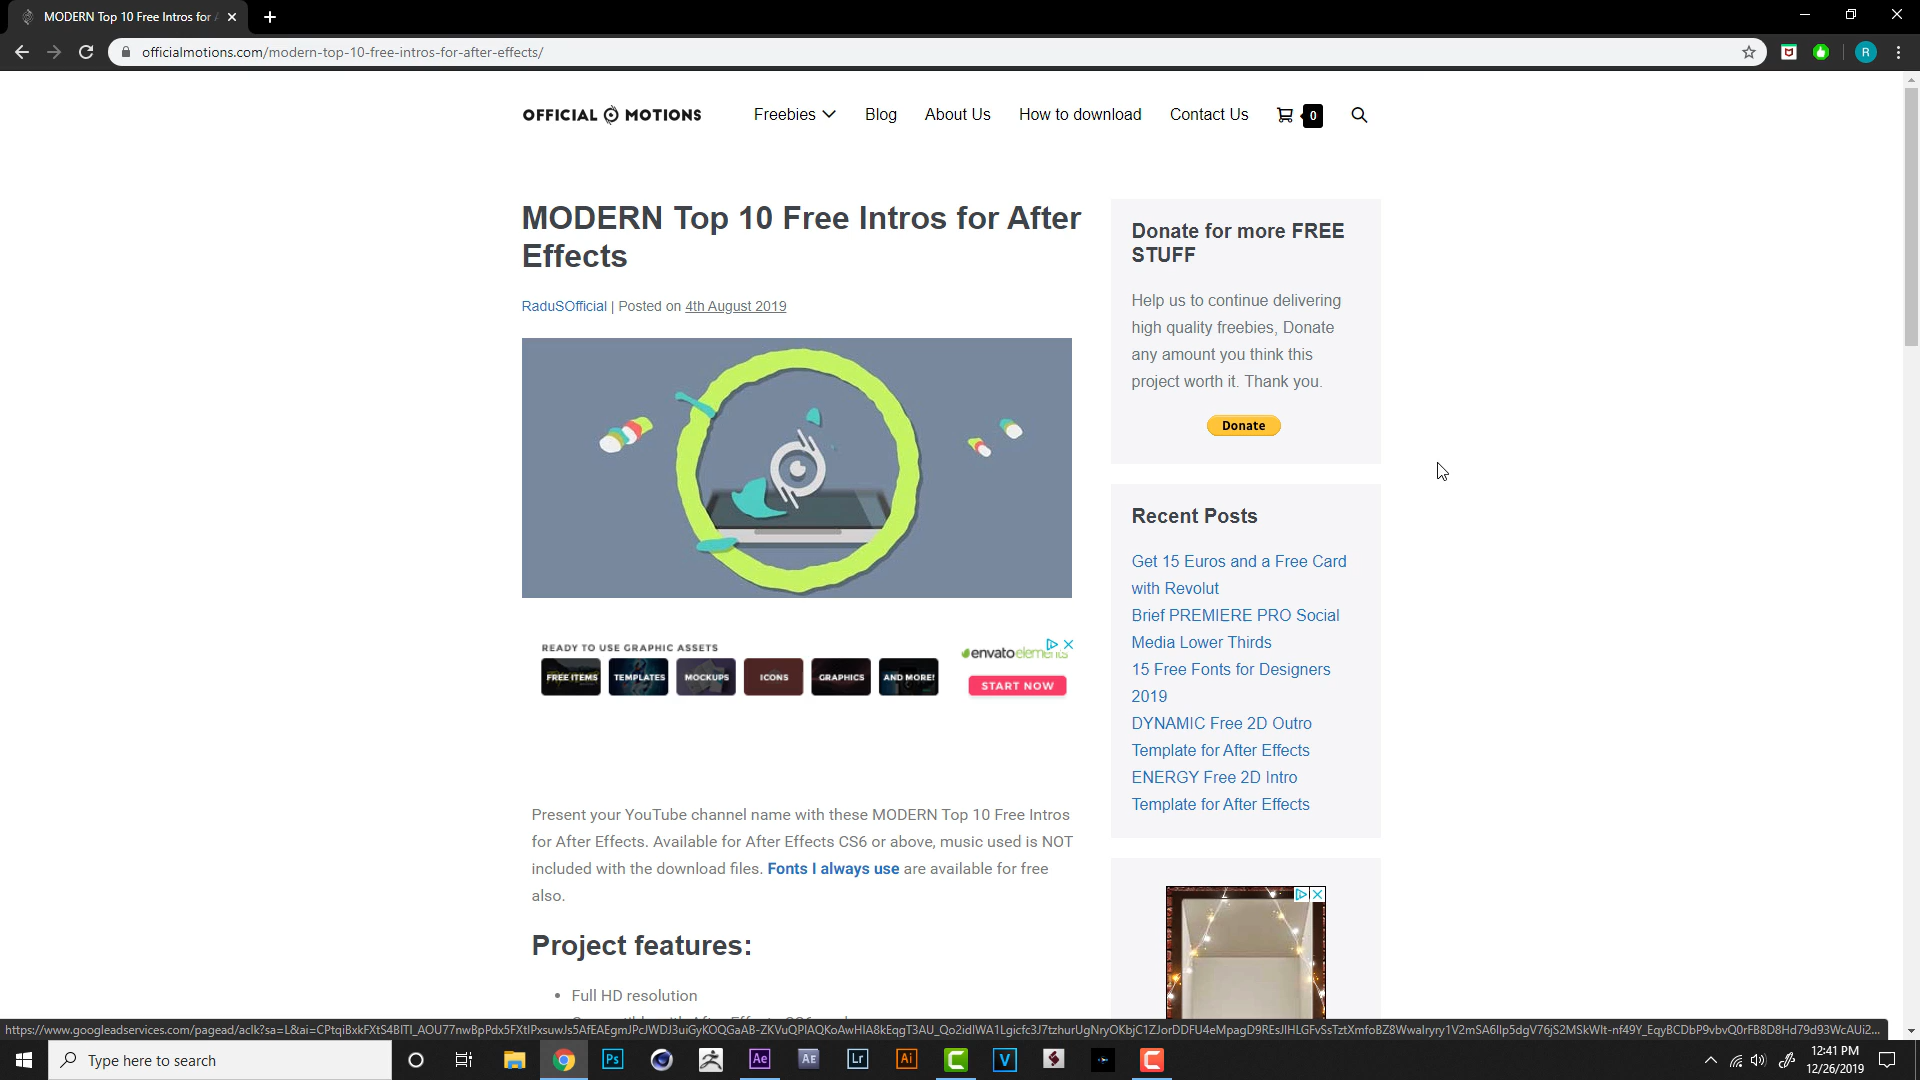 MODERN Top 10 Free Intros for
officialmotions.com/modern-top-10-free-intros-for-after-effects/
R
OFFICIAL MOTIONS
Freebies
Blog
About Us
How to download
Contact Us
0
MODERN Top 10 Free Intros for After
Effects
RaduSOfficial | Posted on 4th August 2019
READY TO USE GRAPHIC ASSETS
FREE ITEMS
TEMPLATES
MOCKUPS
ICONS
GRAPHICS
AND MORE!
envatoelements
START NOW
Present your YouTube channel name with these MODERN Top 10 Free Intros
for After Effects. Available for After Effects CS6 or above, music used is NOT
included with the download files. Fonts I always use are available for free
also.
Project features:
• Full HD resolution
Donate for more FREE
STUFF
Help us to continue delivering
high quality freebies, Donate
any amount you think this
project worth it. Thank you.
Donate
Recent Posts
Get 15 Euros and a Free Card
with Revolut
Brief PREMIERE PRO Social
Media Lower Thirds
15 Free Fonts for Designers
2019
DYNAMIC Free 2D Outro
Template for After Effects
ENERGY Free 2D Intro
Template for After Effects
Type here to search
Ps
Ae
AE
Lr
Ai
V
12:41 PM
12/26/2019